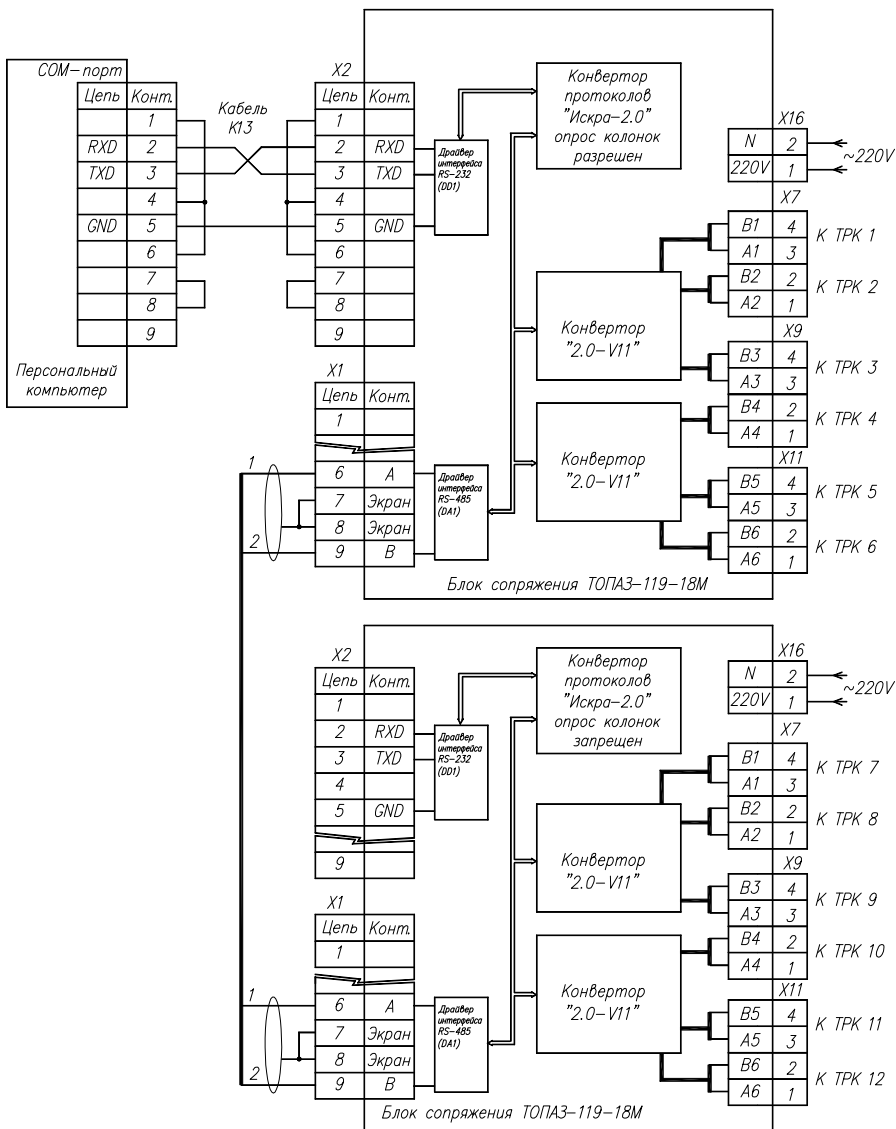 СОМ-порт
Цепь Конт.
1
RXD 2
TXD 3
4
GND 5
6
7
8
9
Персональный
компьютер
Кабель
К13
X2
Цепь Конт.
1
2 RXD
3 TXD
4
5 GND
6
7
8
9
Драйвер
интерфейса
RS-232
(DD1)
Конвертор
протоколов
"Искра-2.0"
опрос колонок
разрешен
X16
N 2
220V 1
~220V
X7
B1 4
A1 3
К ТРК 1
B2 2
A2 1
К ТРК 2
X9
B3 4
A3 3
К ТРК 3
B4 2
A4 1
К ТРК 4
X11
B5 4
A5 3
К ТРК 5
B6 2
A6 1
К ТРК 6
Конвертор
"2.0-V11"
Конвертор
"2.0-V11"
X1
Цепь Конт.
1
6 A
7 Экран
8 Экран
9 B
1
2
Драйвер
интерфейса
RS-485
(DA1)
Блок сопряжения ТОПАЗ-119-18М
X2
Цепь Конт.
1
2 RXD
3 TXD
4
5 GND
9
Драйвер
интерфейса
RS-232
(DD1)
Конвертор
протоколов
"Искра-2.0"
опрос колонок
запрещен
X16
N 2
220V 1
~220V
X7
B1 4
A1 3
К ТРК 7
B2 2
A2 1
К ТРК 8
X9
B3 4
A3 3
К ТРК 9
B4 2
A4 1
К ТРК 10
X11
B5 4
A5 3
К ТРК 11
B6 2
A6 1
К ТРК 12
Конвертор
"2.0-V11"
Конвертор
"2.0-V11"
X1
Цепь Конт.
1
6 A
7 Экран
8 Экран
9 B
1
2
Драйвер
интерфейса
RS-485
(DA1)
Блок сопряжения ТОПАЗ-119-18М